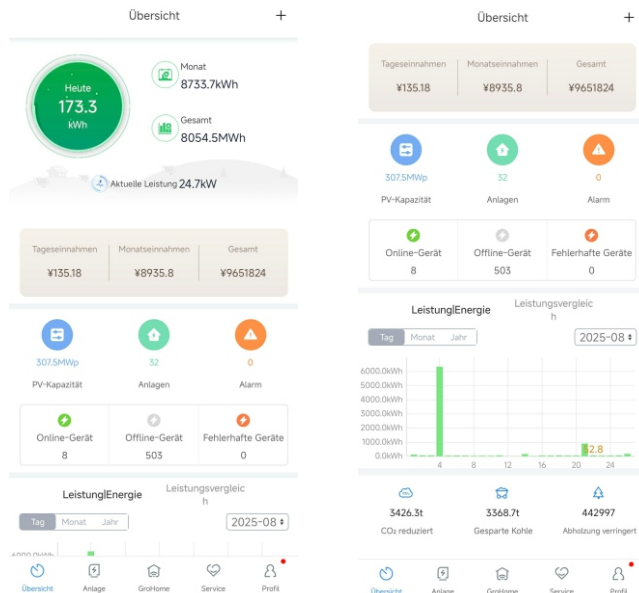 Übersicht
+
Heute
173.3
kWh
Monat
8733.7kWh
Gesamt
8054.5MWh
Aktuelle Leistung 24.7kW
Tageseinnahmen Monatseinnahmen Gesamt
¥135.18 ¥8935.8 ¥9651824
307.5MWp 32 0
PV-Kapazität Anlagen Alarm
Online-Gerät Offline-Gerät Fehlerhafte Geräte
8 503 0
Leistung|Energie
Leistungsvergleic
h
Tag Monat Jahr
2025-08
6000.0kWh
Übersicht Anlage GroHome Service Profil
Übersicht
+
Tageseinnahmen Monatseinnahmen Gesamt
¥135.18 ¥8935.8 ¥9651824
307.5MWp 32 0
PV-Kapazität Anlagen Alarm
Online-Gerät Offline-Gerät Fehlerhafte Geräte
8 503 0
Leistung|Energie
Leistungsvergleic
h
Tag Monat Jahr
2025-08
6000.0kWh
5000.0kWh
4000.0kWh
3000.0kWh
2000.0kWh
1000.0kWh
0.0kWh
52.8
4 8 12 16 20 24
3426.3t 3368.7t 442997
CO₂ reduziert Gesparte Kohle Abholzung verringert
Übersicht Anlage GroHome Service Profil